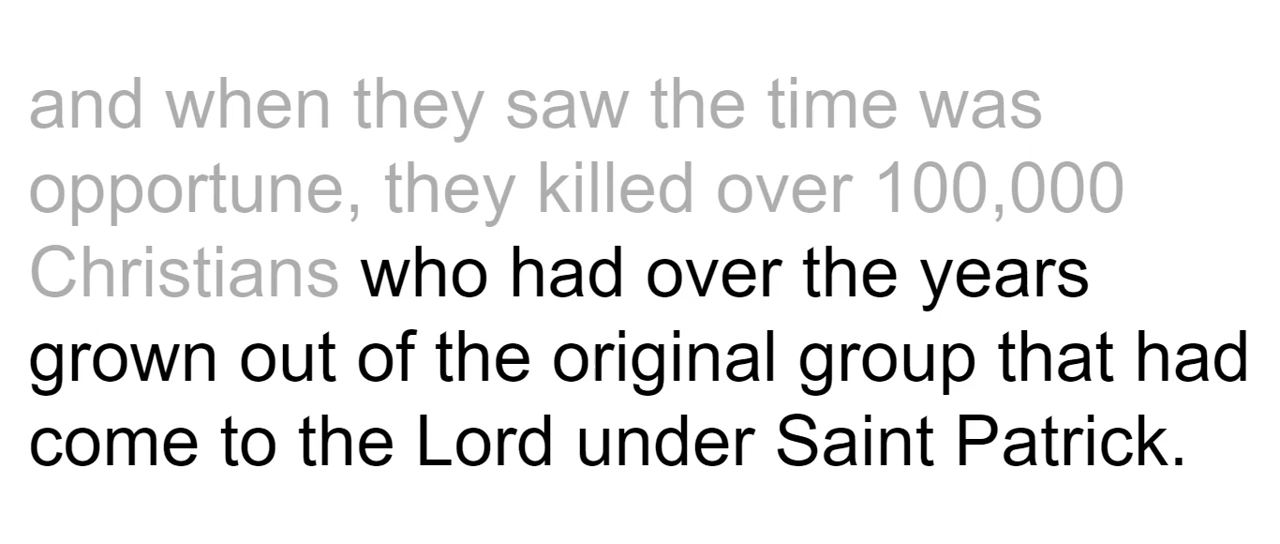 and when they saw the time was
opportune, they killed over 100,000
Christians who had over the years
grown out of the original group that had
come to the Lord under Saint Patrick.